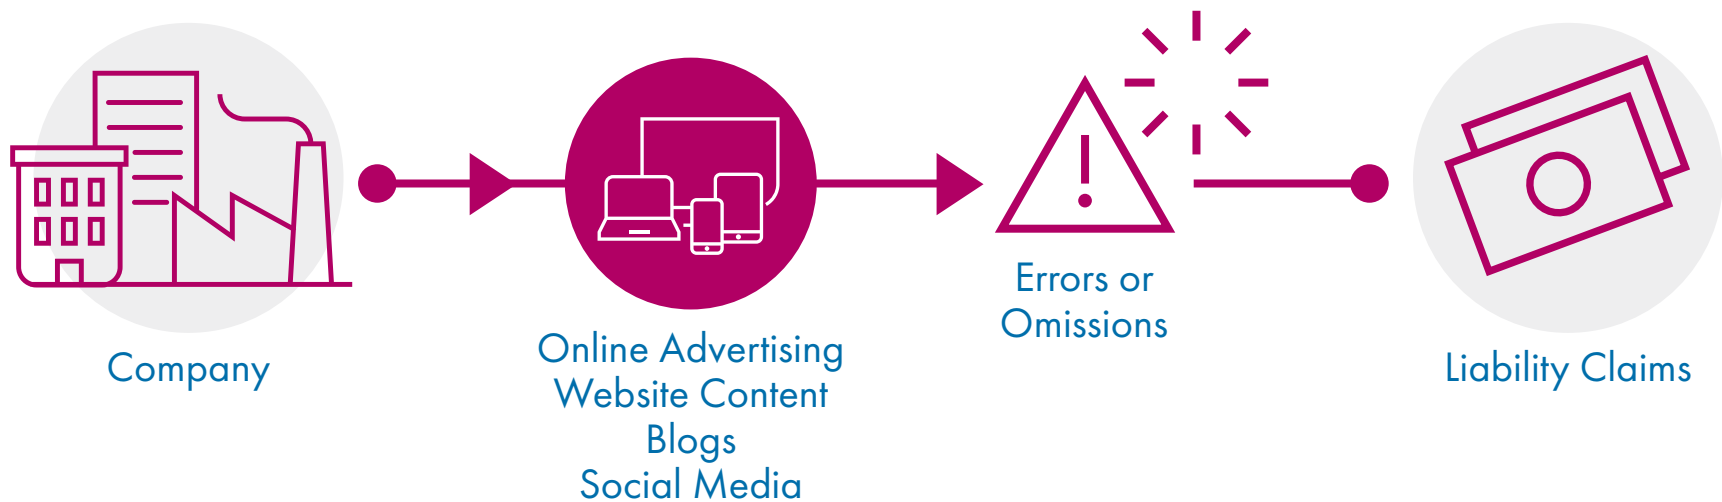 Company
Online Advertising
Website Content
Blogs
Social Media
Errors or
Omissions
Liability Claims